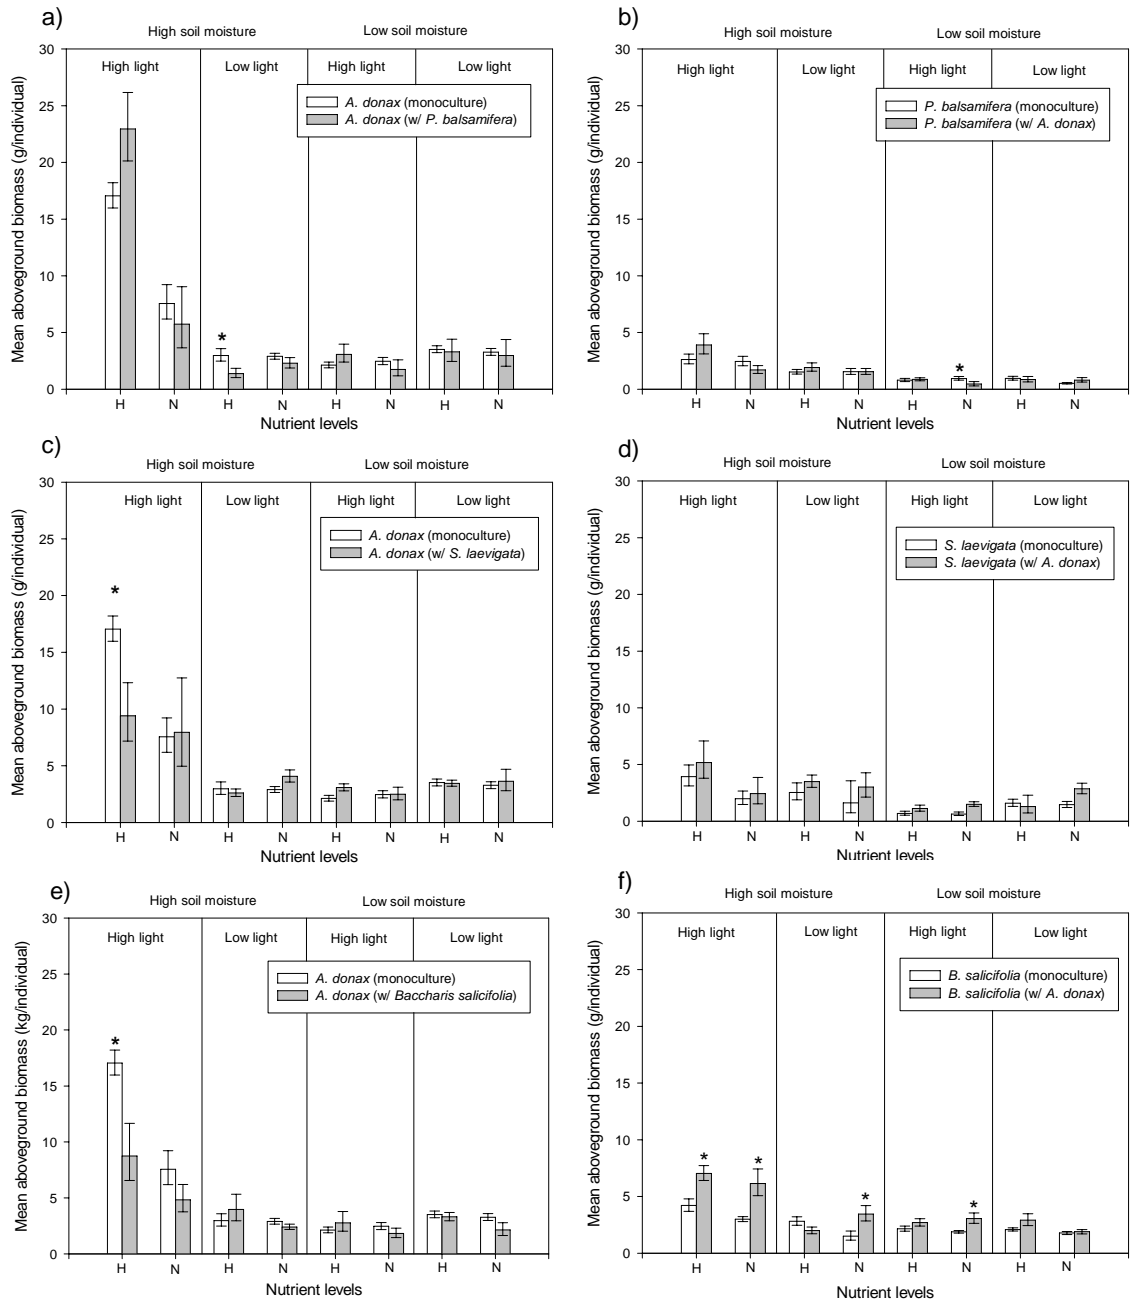 a)
High soil moisture Low soil moisture
30
25
20
15
10
5
0
Mean aboveground biomass (g/individual)
High light Low light High light Low light
A. donax (monoculture)
A. donax (w/ P. balsamifera)
*
H N H N H N H N
Nutrient levels
b)
High soil moisture Low soil moisture
30
25
20
15
10
5
0
Mean aboveground biomass (g/individual)
High light Low light High light Low light
P. balsamifera (monoculture)
P. balsamifera (w/ A. donax)
*
H N H N H N H N
Nutrient levels
c)
High soil moisture Low soil moisture
30
25
20
15
10
5
0
Mean aboveground biomass (g/individual)
High light Low light High light Low light
A. donax (monoculture)
A. donax (w/ S. laevigata)
*
H N H N H N H N
Nutrient levels
d)
High soil moisture Low soil moisture
30
25
20
15
10
5
0
Mean aboveground biomass (g/individual)
High light Low light High light Low light
S. laevigata (monoculture)
S. laevigata (w/ A. donax)
H N H N H N H N
Nutrient levels
e)
High soil moisture Low soil moisture
30
25
20
15
10
5
0
Mean aboveground biomass (kg/individual)
High light Low light High light Low light
A. donax (monoculture)
A. donax (w/ Baccharis salicifolia)
*
H N H N H N H N
Nutrient levels
f)
High soil moisture Low soil moisture
30
25
20
15
10
5
0
Mean aboveground biomass (g/individual)
High light Low light High light Low light
B. salicifolia (monoculture)
B. salicifolia (w/ A. donax)
* * * *
H N H N H N H N
Nutrient levels